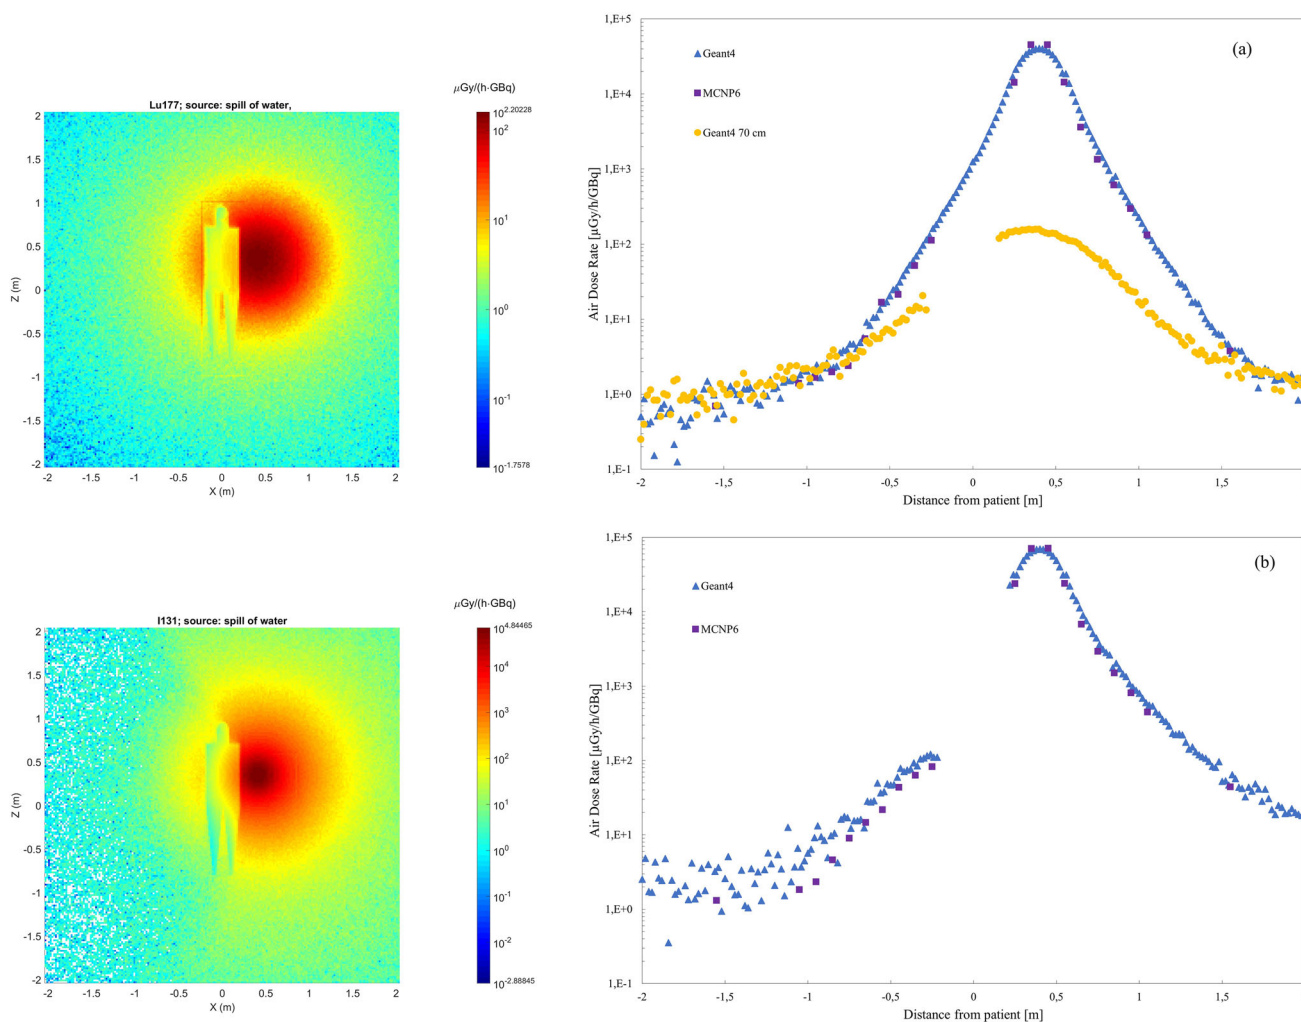 Lu177; source: spill of water,
µGy/(h·GBq)
2
1.5
1
0.5
0
-0.5
-1
-1.5
-2
Z (m)
-2 -1.5 -1 -0.5 0 0.5 1 1.5 2
X (m)
10^2.20228
10^2
10^1
10^0
10^-1
10^-1.7578
(a)
Geant4
MCNP6
Geant4 70 cm
Air Dose Rate [µGy/h/GBq]
1,E+5
1,E+4
1,E+3
1,E+2
1,E+1
1,E+0
1,E-1
-2 -1,5 -1 -0,5 0 0,5 1 1,5
Distance from patient [m]
I131; source: spill of water
µGy/(h·GBq)
2
1.5
1
0.5
0
-0.5
-1
-1.5
-2
Z (m)
-2 -1.5 -1 -0.5 0 0.5 1 1.5 2
X (m)
10^4.84465
10^4
10^3
10^2
10^1
10^0
10^-1
10^-2
10^-2.88845
(b)
Geant4
MCNP6
Air Dose Rate [µGy/h/GBq]
1,E+5
1,E+4
1,E+3
1,E+2
1,E+1
1,E+0
1,E-1
-2 -1,5 -1 -0,5 0 0,5 1 1,5
Distance from patient [m]